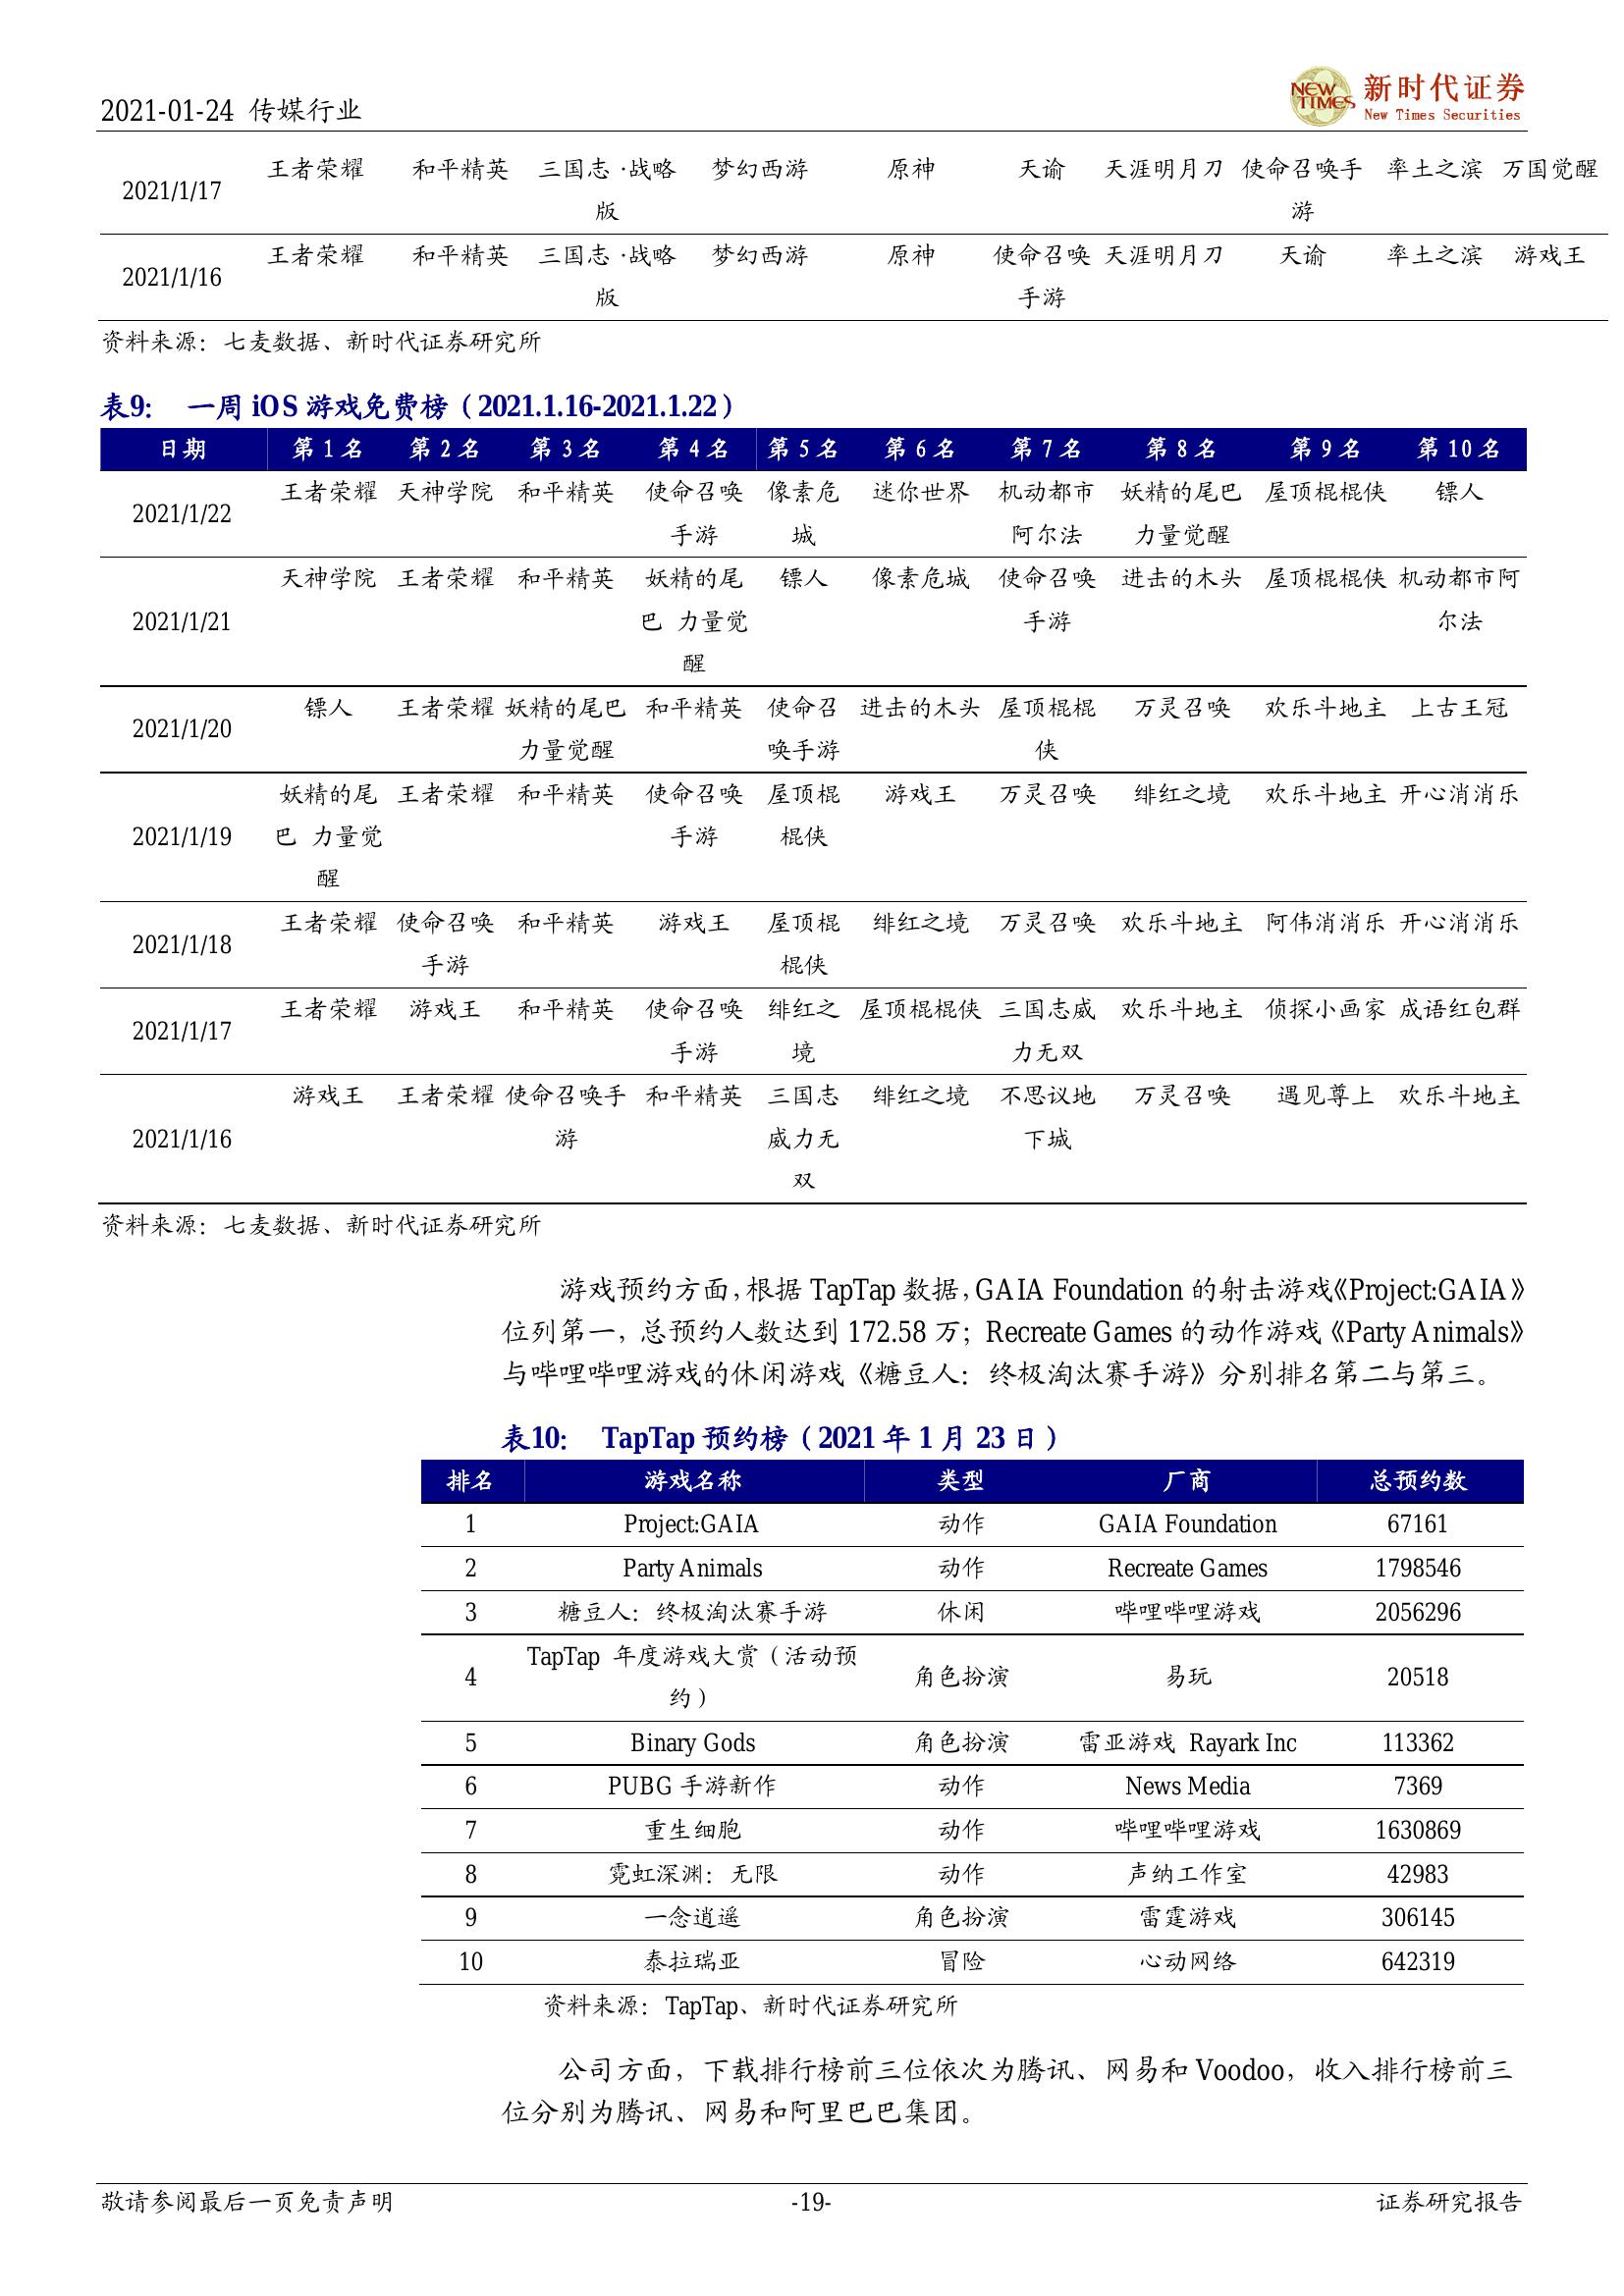 2021-01-24 传媒行业
NEW TIMES 新时代证券
New Times Securities
2021/1/17 王者荣耀 和平精英 三国志·战略版 梦幻西游 原神 天谕 天涯明月刀 使命召唤手游 率土之滨 万国觉醒
2021/1/16 王者荣耀 和平精英 三国志·战略版 梦幻西游 原神 使命召唤手游 天涯明月刀 天谕 率土之滨 游戏王
资料来源：七麦数据、新时代证券研究所
表9： 一周 iOS 游戏免费榜（2021.1.16-2021.1.22）
日期 第 1 名 第 2 名 第 3 名 第 4 名 第 5 名 第 6 名 第 7 名 第 8 名 第 9 名 第 10 名
2021/1/22 王者荣耀 天神学院 和平精英 使命召唤手游 像素危城 迷你世界 机动都市阿尔法 妖精的尾巴 力量觉醒 屋顶棍棍侠 镖人
2021/1/21 天神学院 王者荣耀 和平精英 妖精的尾巴 力量觉醒 镖人 像素危城 使命召唤手游 进击的木头 屋顶棍棍侠 机动都市阿尔法
2021/1/20 镖人 王者荣耀 妖精的尾巴 力量觉醒 和平精英 使命召唤手游 进击的木头 屋顶棍棍侠 万灵召唤 欢乐斗地主 上古王冠
2021/1/19 妖精的尾巴 力量觉醒 王者荣耀 和平精英 使命召唤手游 屋顶棍棍侠 游戏王 万灵召唤 绯红之境 欢乐斗地主 开心消消乐
2021/1/18 王者荣耀 使命召唤手游 和平精英 游戏王 屋顶棍棍侠 绯红之境 万灵召唤 欢乐斗地主 阿伟消消乐 开心消消乐
2021/1/17 王者荣耀 游戏王 和平精英 使命召唤手游 绯红之境 屋顶棍棍侠 三国志威力无双 欢乐斗地主 侦探小画家 成语红包群
2021/1/16 游戏王 王者荣耀 使命召唤手游 和平精英 三国志威力无双 绯红之境 不思议地下城 万灵召唤 遇见尊上 欢乐斗地主
资料来源：七麦数据、新时代证券研究所
游戏预约方面，根据 TapTap 数据，GAIA Foundation 的射击游戏《Project:GAIA》
位列第一，总预约人数达到 172.58 万；Recreate Games 的动作游戏《Party Animals》
与哔哩哔哩游戏的休闲游戏《糖豆人：终极淘汰赛手游》分别排名第二与第三。
表10： TapTap 预约榜（2021 年 1 月 23 日）
排名 游戏名称 类型 厂商 总预约数
1 Project:GAIA 动作 GAIA Foundation 67161
2 Party Animals 动作 Recreate Games 1798546
3 糖豆人：终极淘汰赛手游 休闲 哔哩哔哩游戏 2056296
4 TapTap 年度游戏大赏（活动预约） 角色扮演 易玩 20518
5 Binary Gods 角色扮演 雷亚游戏 Rayark Inc 113362
6 PUBG 手游新作 动作 News Media 7369
7 重生细胞 动作 哔哩哔哩游戏 1630869
8 霓虹深渊：无限 动作 声纳工作室 42983
9 一念逍遥 角色扮演 雷霆游戏 306145
10 泰拉瑞亚 冒险 心动网络 642319
资料来源：TapTap、新时代证券研究所
公司方面，下载排行榜前三位依次为腾讯、网易和 Voodoo，收入排行榜前三
位分别为腾讯、网易和阿里巴巴集团。
敬请参阅最后一页免责声明 -19- 证券研究报告